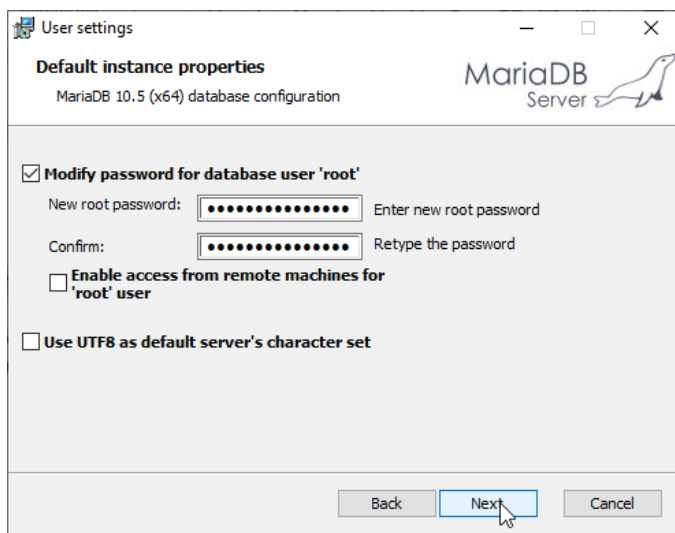 User settings
Default instance properties
MariaDB 10.5 (x64) database configuration
MariaDB
Server
Modify password for database user 'root'
New root password: ●●●●●●●●●●●●●●● Enter new root password
Confirm: ●●●●●●●●●●●●●●● Retype the password
Enable access from remote machines for
'root' user
Use UTF8 as default server's character set
Back Next Cancel